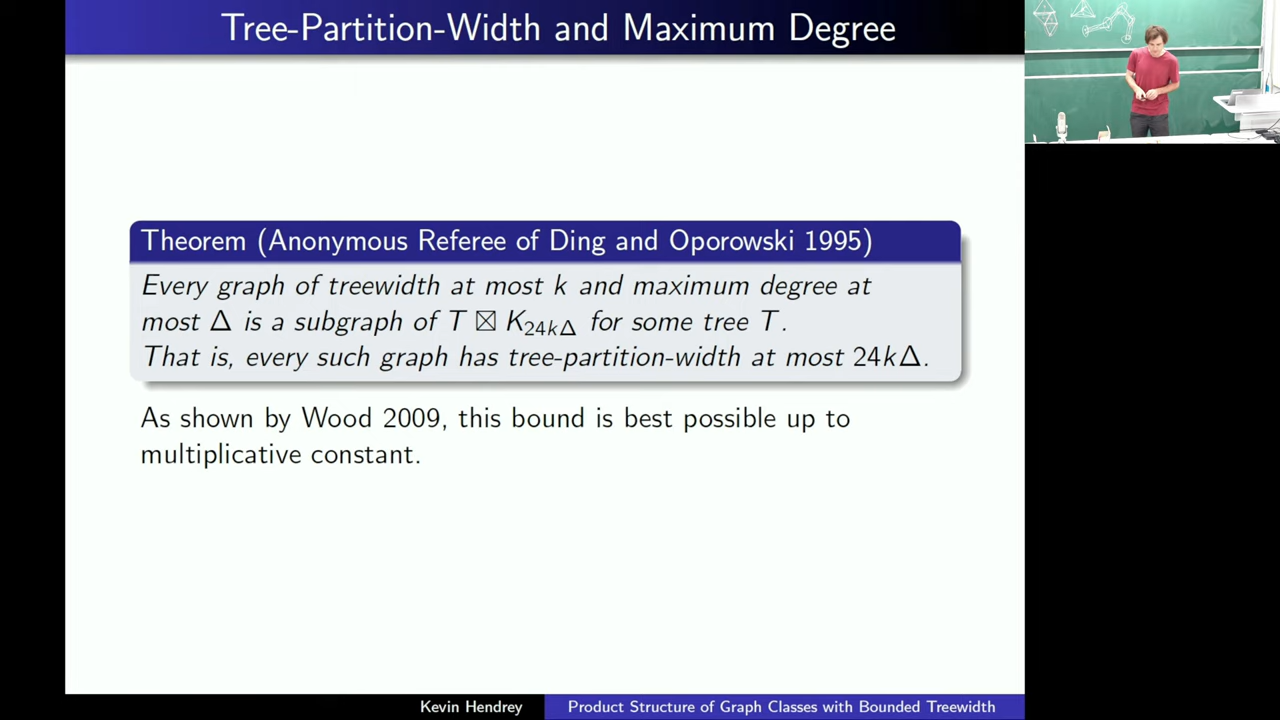 Tree-Partition-Width and Maximum Degree
Theorem (Anonymous Referee of Ding and Oporowski 1995)
Every graph of treewidth at most k and maximum degree at
most Δ is a subgraph of T ⊠ K₂₄ₖΔ for some tree T.
That is, every such graph has tree-partition-width at most 24kΔ.
As shown by Wood 2009, this bound is best possible up to
multiplicative constant.
Kevin Hendrey
Product Structure of Graph Classes with Bounded Treewidth